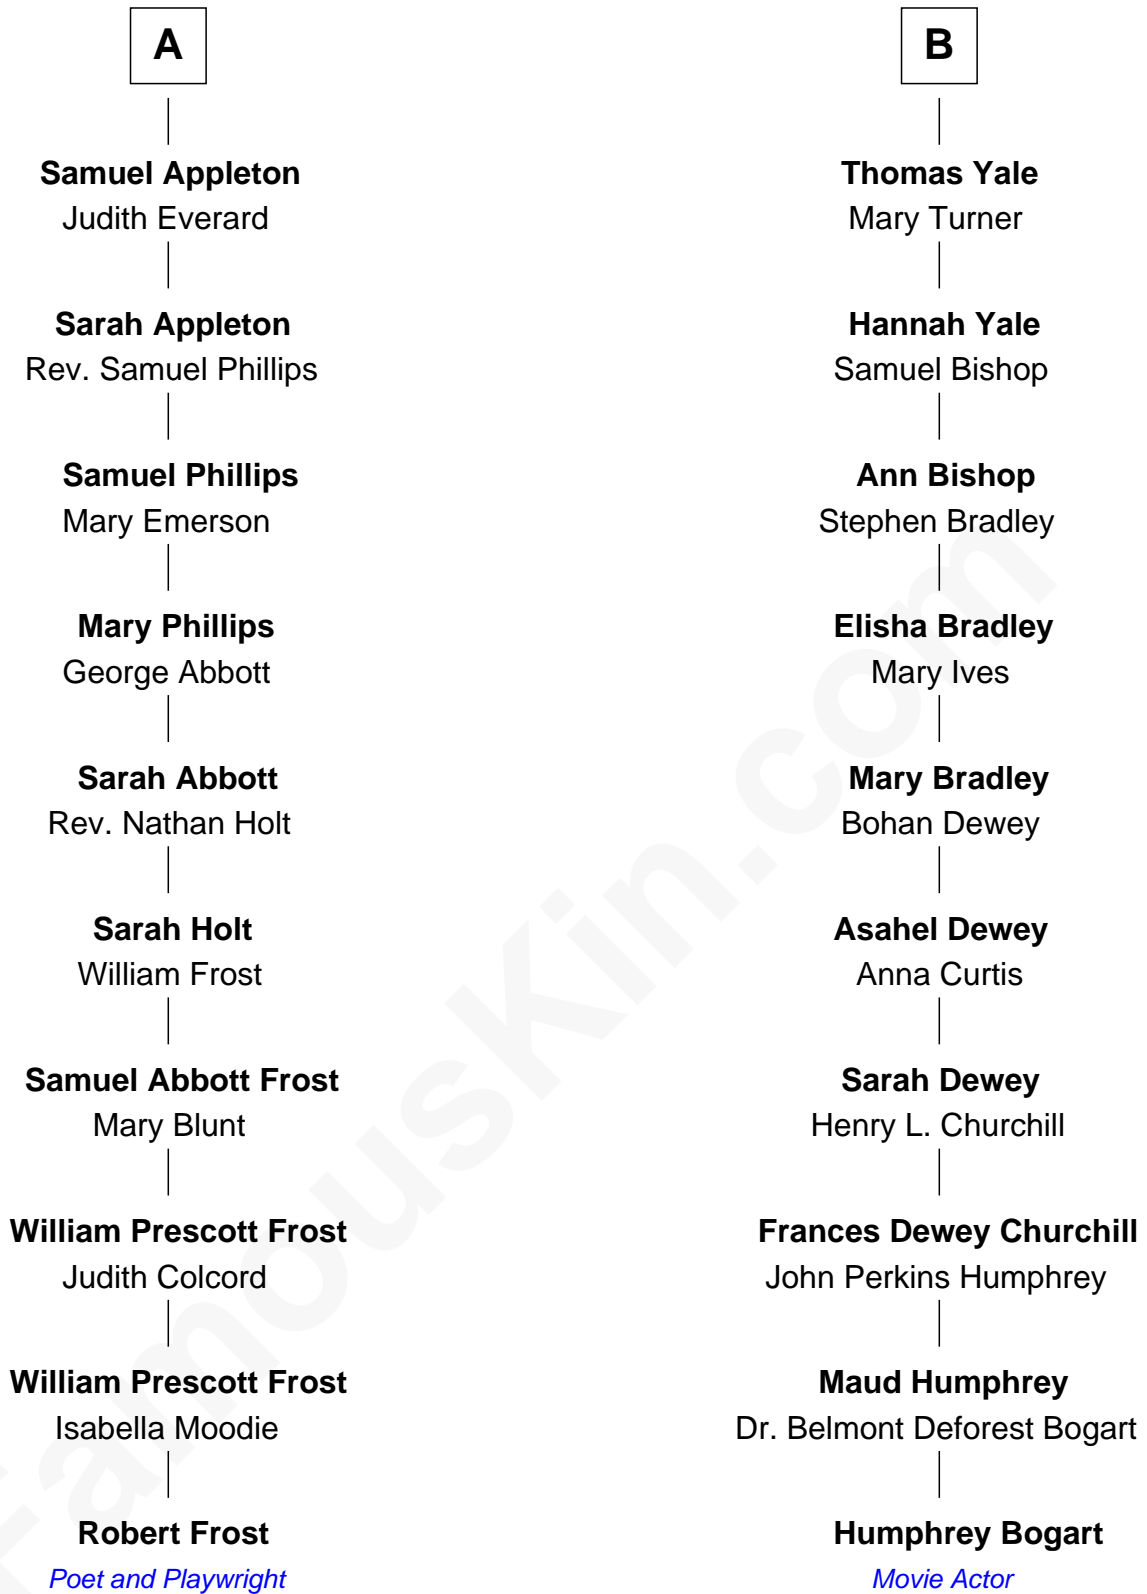 A
Samuel Appleton
Judith Everard
Sarah Appleton
Rev. Samuel Phillips
Samuel Phillips
Mary Emerson
Mary Phillips
George Abbott
Sarah Abbott
Rev. Nathan Holt
Sarah Holt
William Frost
Samuel Abbott Frost
Mary Blunt
William Prescott Frost
Judith Colcord
William Prescott Frost
Isabella Moodie
Robert Frost
Poet and Playwright
B
Thomas Yale
Mary Turner
Hannah Yale
Samuel Bishop
Ann Bishop
Stephen Bradley
Elisha Bradley
Mary Ives
Mary Bradley
Bohan Dewey
Asahel Dewey
Anna Curtis
Sarah Dewey
Henry L. Churchill
Frances Dewey Churchill
John Perkins Humphrey
Maud Humphrey
Dr. Belmont Deforest Bogart
Humphrey Bogart
Movie Actor
FamousKin.com